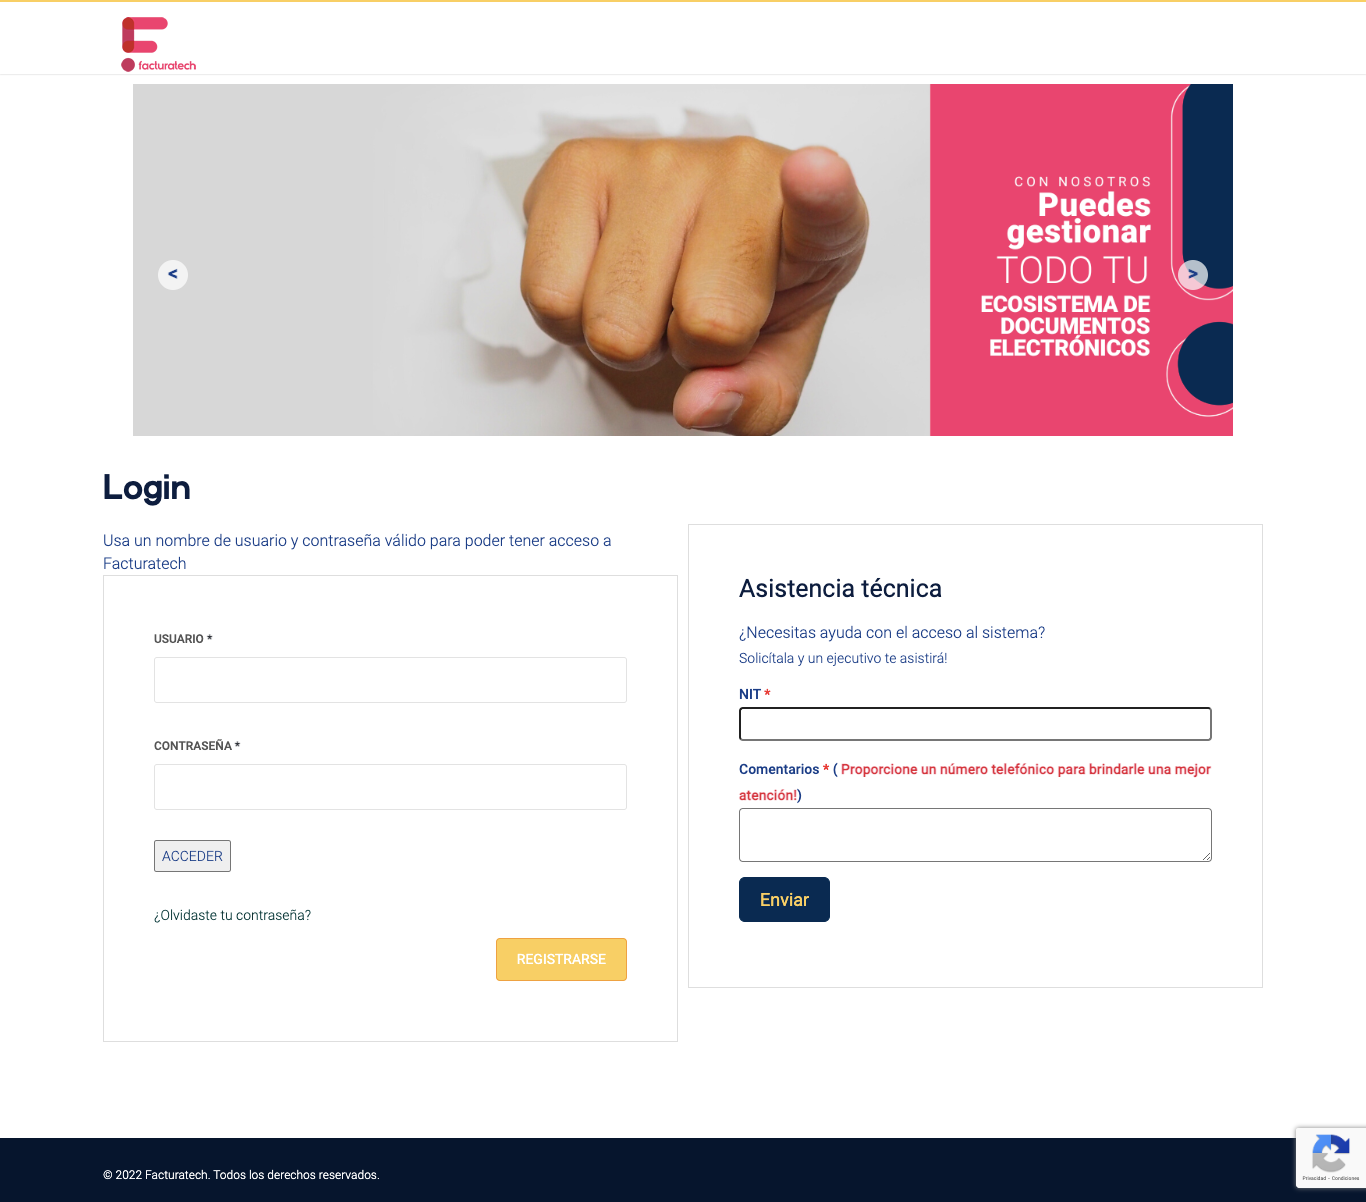 facturatech
CON NOSOTROS
Puedes
gestionar
TODO TU
ECOSISTEMA DE
DOCUMENTOS
ELECTRÓNICOS
<
>
Login
Usa un nombre de usuario y contraseña válido para poder tener acceso a
Facturatech
USUARIO *
CONTRASEÑA *
ACCEDER
¿Olvidaste tu contraseña?
REGISTRARSE
Asistencia técnica
¿Necesitas ayuda con el acceso al sistema?
Solicítala y un ejecutivo te asistirá!
NIT *
Comentarios * ( Proporcione un número telefónico para brindarle una mejor
atención!)
Enviar
© 2022 Facturatech. Todos los derechos reservados.
Privacidad - Condiciones